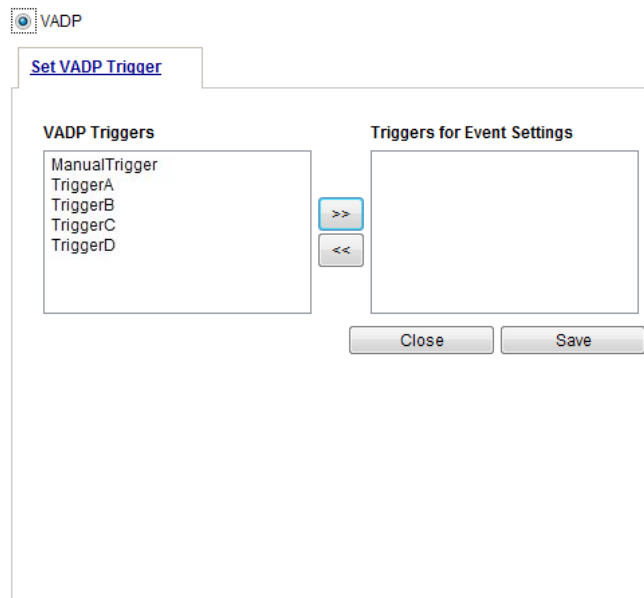 VADP
Set VADP Trigger
VADP Triggers
Triggers for Event Settings
ManualTrigger
TriggerA
TriggerB
TriggerC
TriggerD
>>
<<
Close
Save